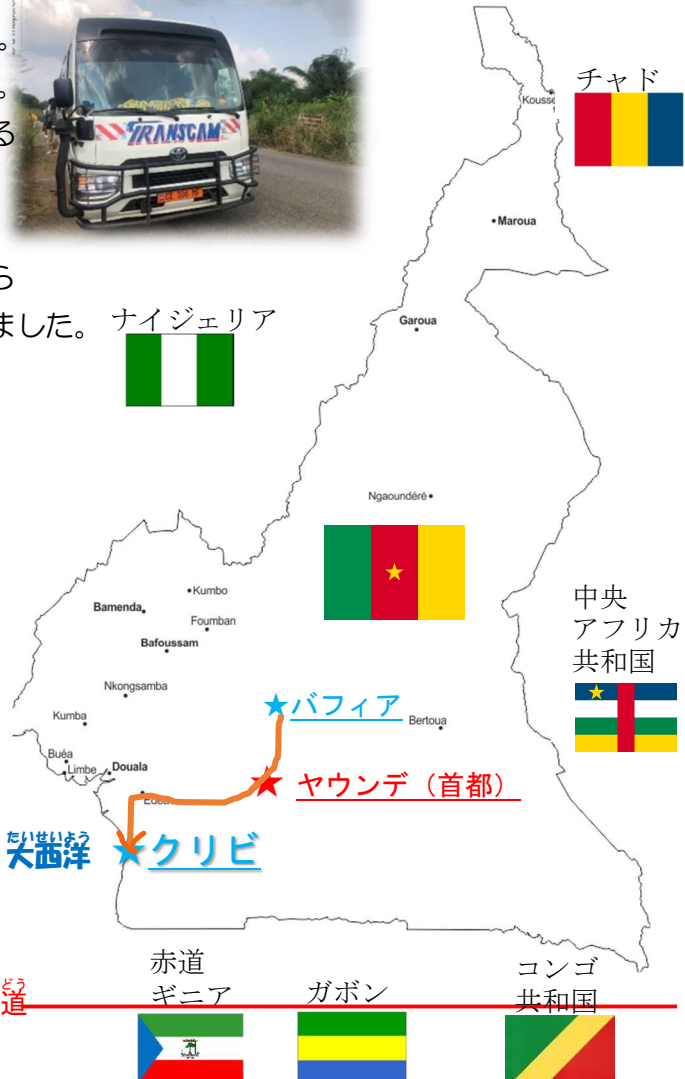 。
。
る
TRANSCAM
ら
ました。
チャド
Maroua
ナイジェリア
Garoua
Ngaoundéré
Kumbo
Bamenda
Foumban
Bafoussam
中央
アフリカ
共和国
Nkongsamba
バフィア
Kumba
Bertoua
Buéa
Limbe
Douala
ヤウンデ（首都）
たいせいよう
大西洋
クリビ
どう
道
赤道
ギニア
ガボン
コンゴ
共和国